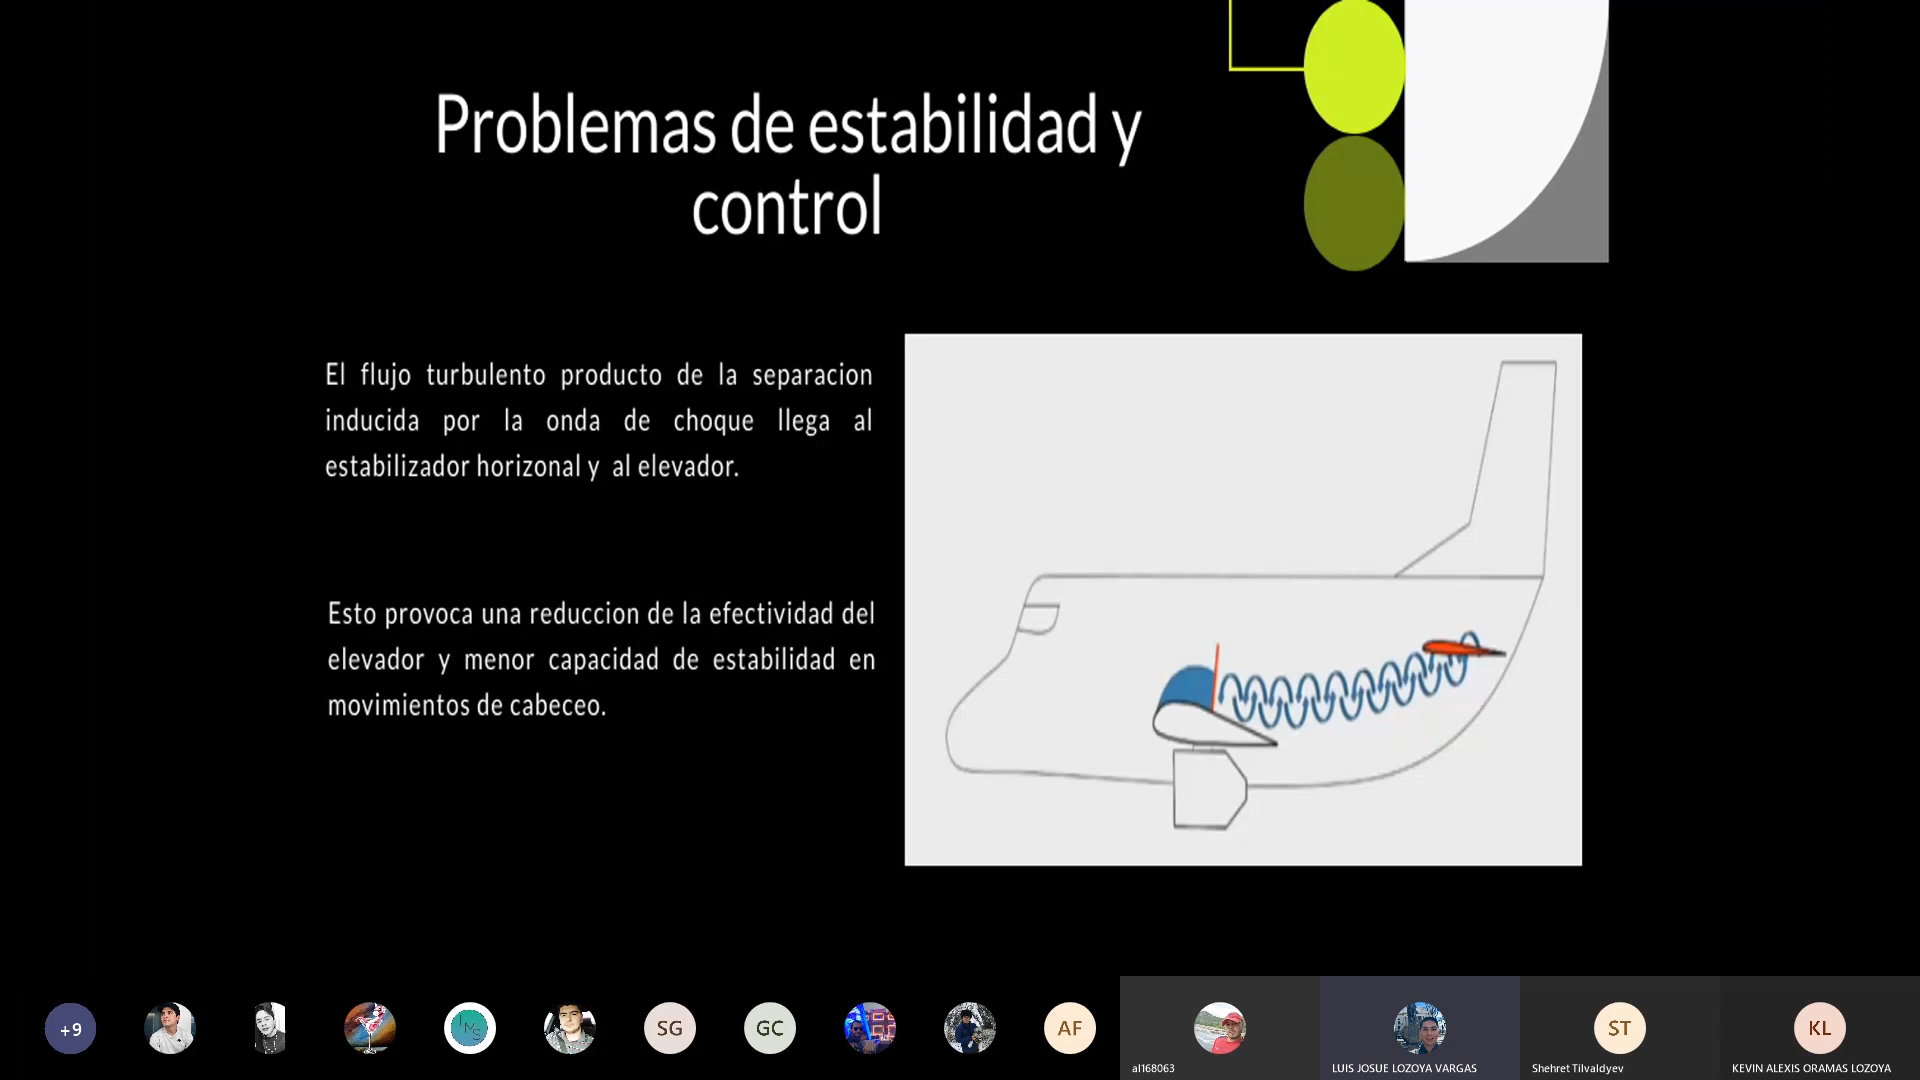 Problemas de estabilidad y
control
El flujo turbulento producto de la separacion
inducida por la onda de choque llega al
estabilizador horizonal y al elevador.
Esto provoca una reduccion de la efectividad del
elevador y menor capacidad de estabilidad en
movimientos de cabeceo.
+9
IMS
SG
GC
AF
al168063
LUIS JOSUE LOZOYA VARGAS
ST
Shehret Tilvaldyev
KL
KEVIN ALEXIS ORAMAS LOZOYA